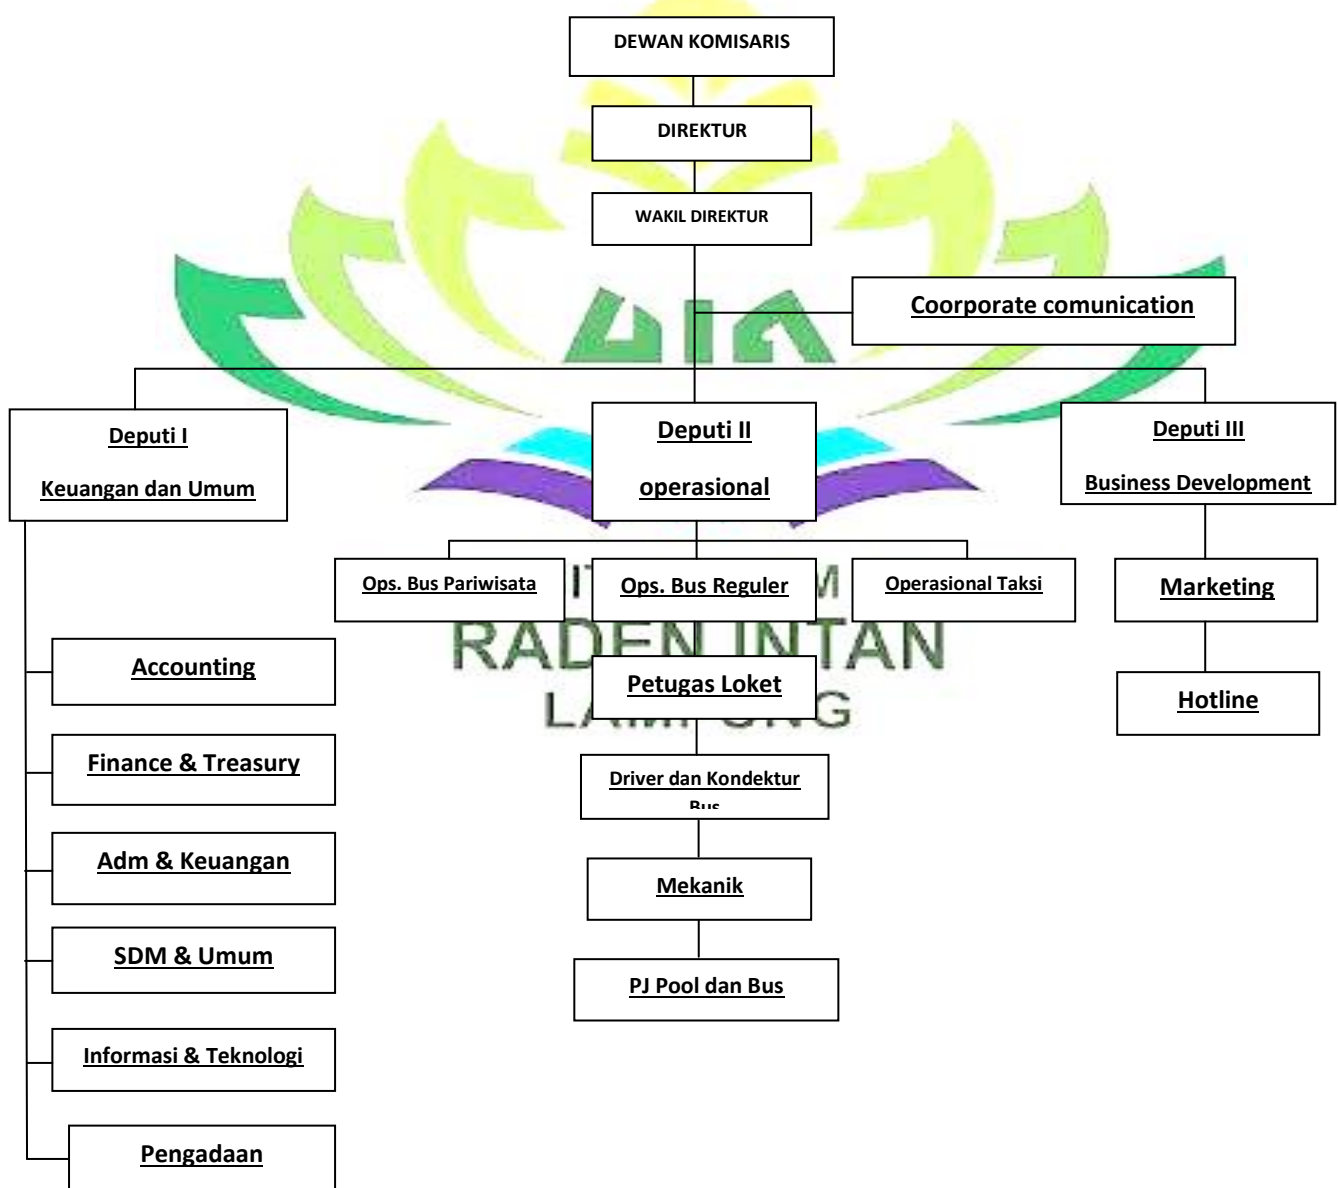 DEWAN KOMISARIS
DIREKTUR
WAKIL DIREKTUR
Coorporate comunication
Deputi I
Keuangan dan Umum
Deputi II
operasional
Deputi III
Business Development
Ops. Bus Pariwisata
Ops. Bus Reguler
Operasional Taksi
Marketing
RADEN INTAN
Accounting
Petugas Loket
Hotline
Finance & Treasury
Driver dan Kondektur
Bus
Adm & Keuangan
Mekanik
SDM & Umum
PJ Pool dan Bus
Informasi & Teknologi
Pengadaan